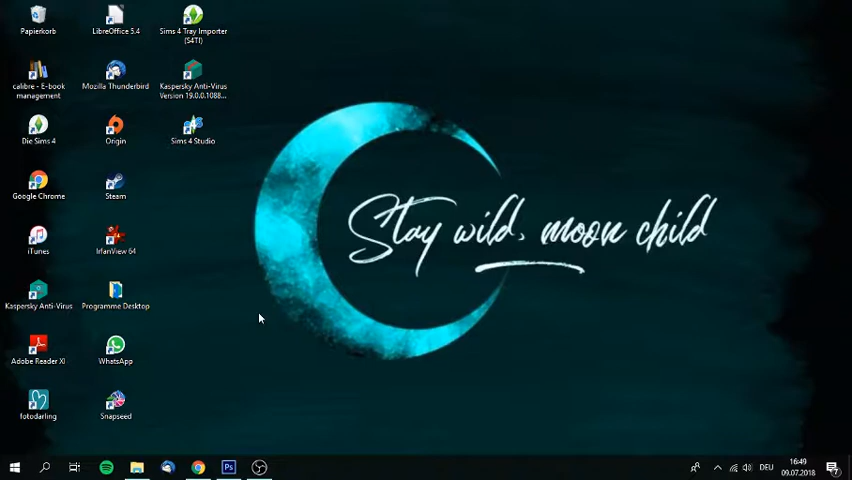 Papierkorb
LibreOffice 5.4
Sims 4 Tray Importer
(S4TI)
calibre - E-book
management
Mozilla Thunderbird
Kaspersky Anti-Virus
Version 19.0.0.1088...
Die Sims 4
Origin
Sims 4 Studio
Google Chrome
Steam
iTunes
IrfanView 64
Kaspersky Anti-Virus
Programme Desktop
Adobe Reader XI
WhatsApp
fotodarling
Snapseed
Stay wild, moon child
Ps
DEU
16:49
09.07.2018
7